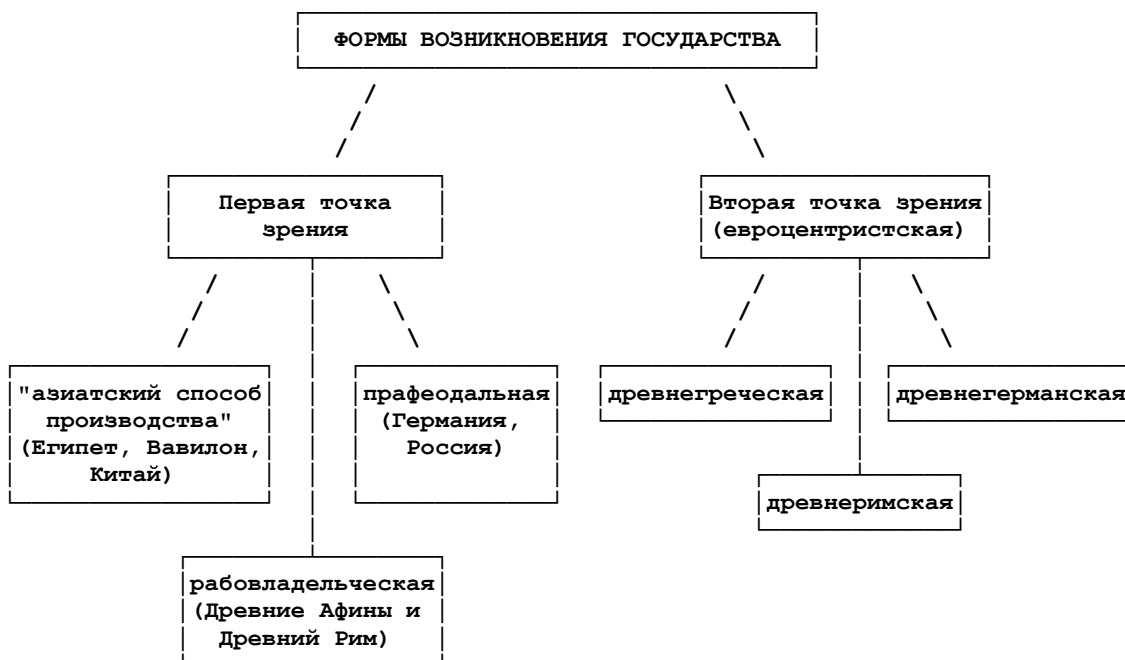 ФОРМЫ ВОЗНИКНОВЕНИЯ ГОСУДАРСТВА
Первая точка
зрения
Вторая точка зрения
(евроцентристская)
"азиатский способ
производства"
(Египет, Вавилон,
Китай)
прафеодальная
(Германия,
Россия)
древнегреческая
древнегерманская
древнеримская
рабовладельческая
(Древние Афины и
Древний Рим)